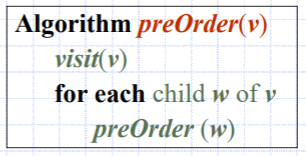 Algorithm preOrder(v)
visit(v)
for each child w of v
preOrder (w)